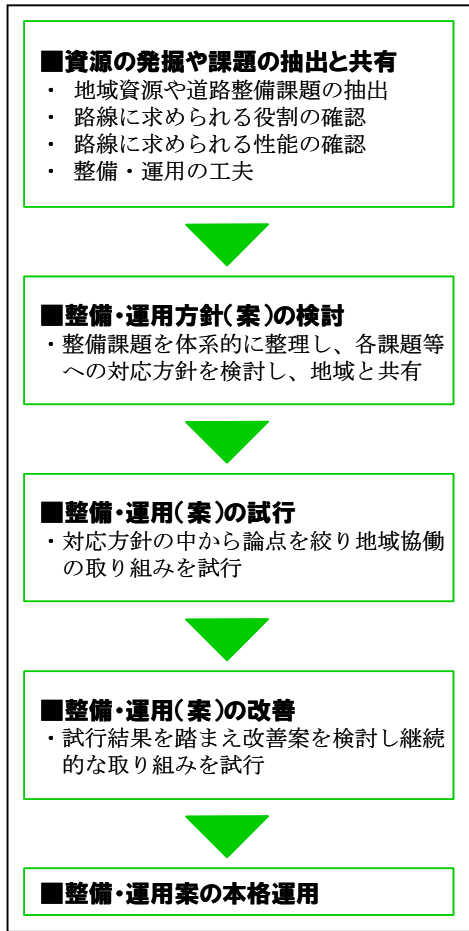 ■資源の発掘や課題の抽出と共有
・ 地域資源や道路整備課題の抽出
・ 路線に求められる役割の確認
・ 路線に求められる性能の確認
・ 整備・運用の工夫
■整備・運用方針(案)の検討
・整備課題を体系的に整理し、各課題等
への対応方針を検討し、地域と共有
■整備・運用(案)の試行
・対応方針の中から論点を絞り地域協働
の取り組みを試行
■整備・運用(案)の改善
・試行結果を踏まえ改善案を検討し継続
的な取り組みを試行
■整備・運用案の本格運用